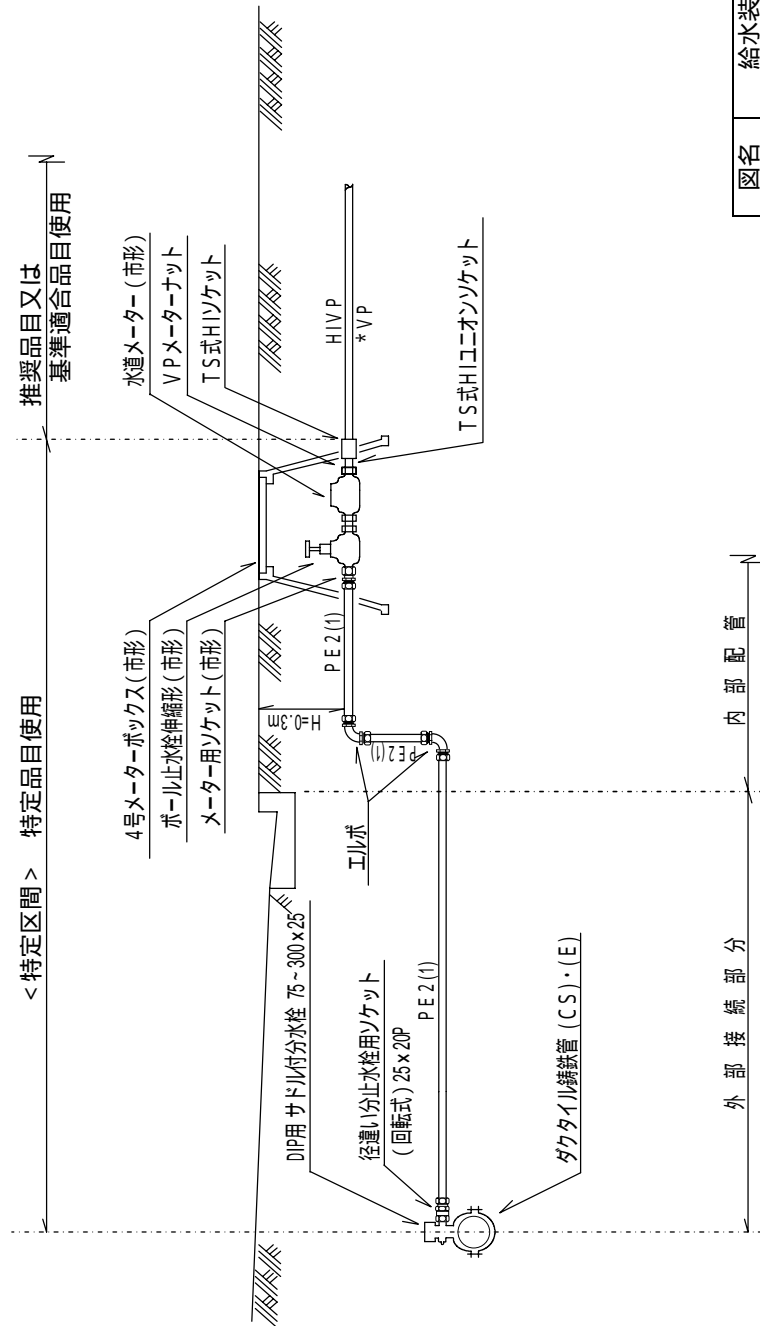 <特定区間> 特定品目使用
推奨品目又は
基準適合品目使用
4号メーターボックス(市形)
ボール止水栓伸縮形(市形)
メーター用ソケット(市形)
水道メーター(市形)
VPメーターナット
TS式HIソケット
H=0.3m
PE2(1)
PE2(1)
HIVP
*VP
TS式HIユニオンソケット
エルボ
DIP用 サドル付分水栓 75~300x25
径違い分止水栓用ソケット
(回転式)25x20P
PE2(1)
ダクタイル鋳鉄管(CS)・(E)
外部接続部分
内部配管
図名
給水装